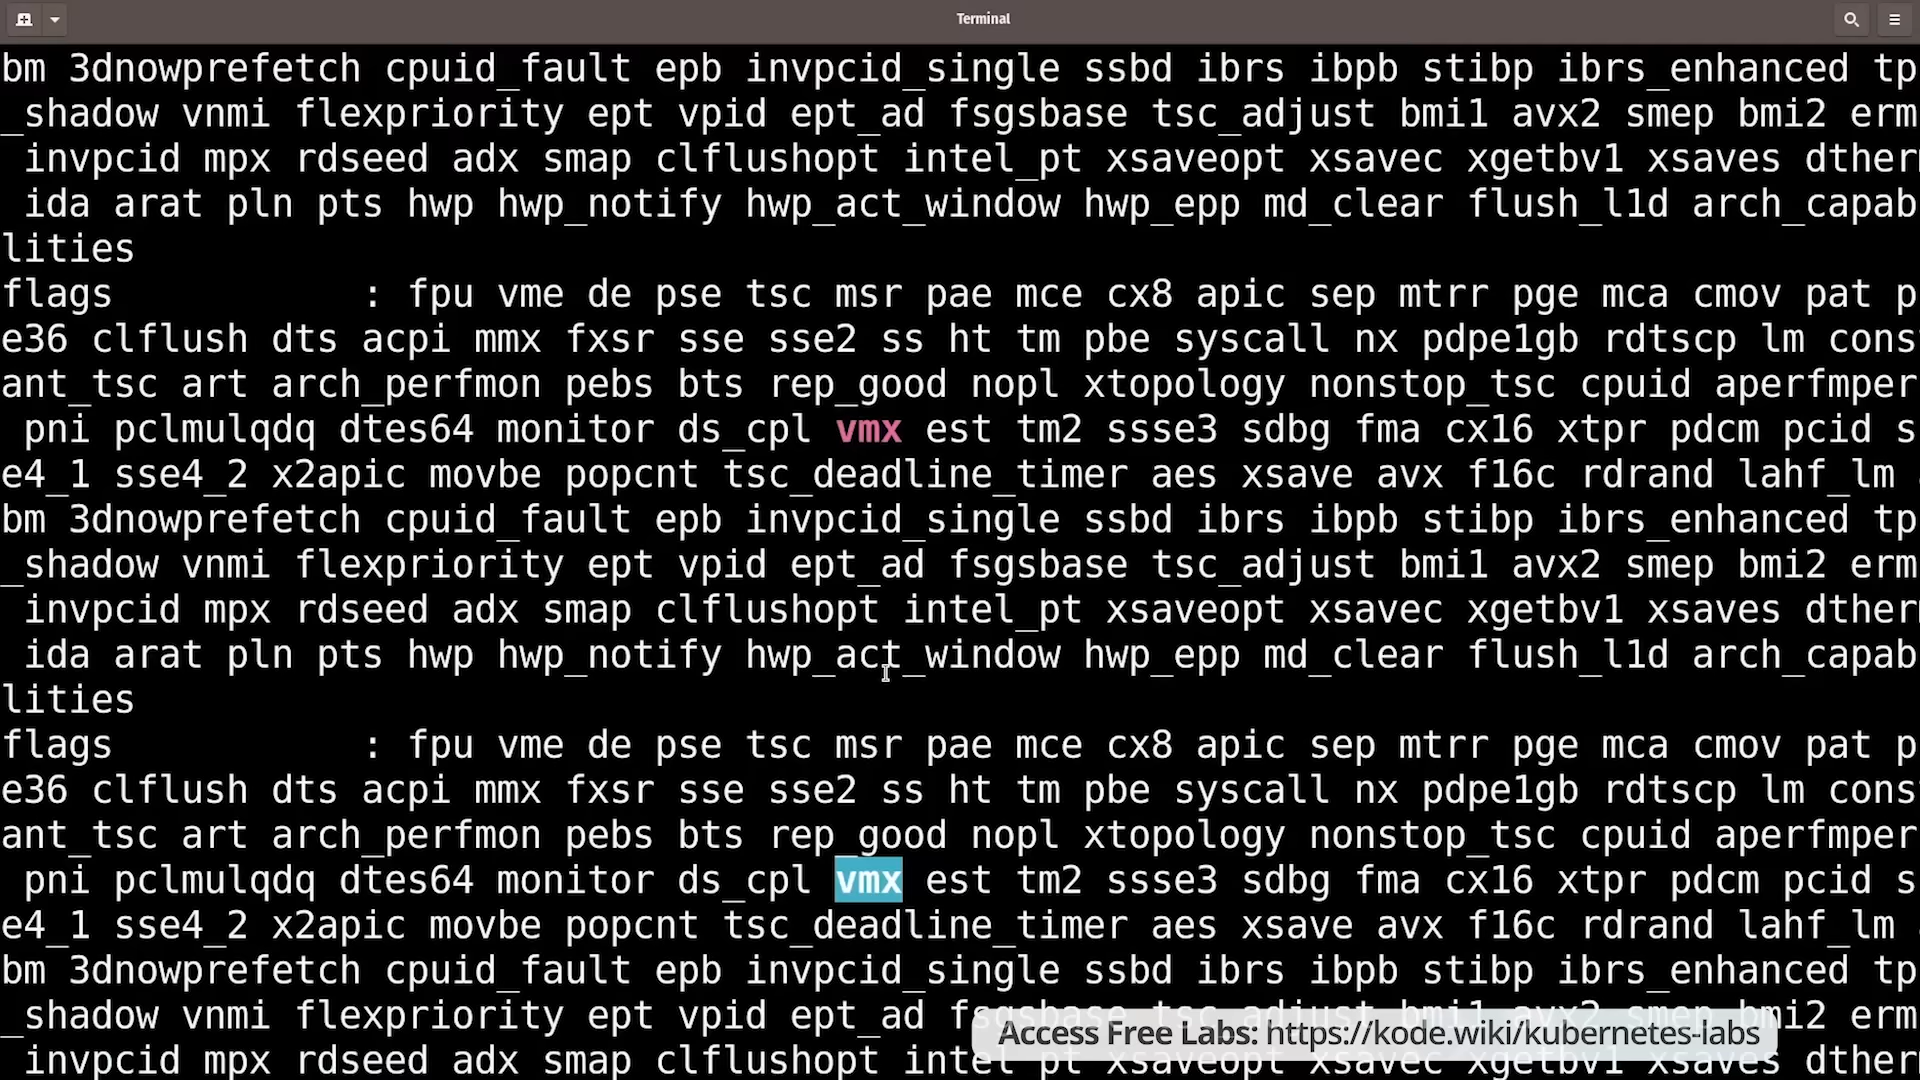 Terminal
bm 3dnowprefetch cpuid_fault epb invpcid_single ssbd ibrs ibpb stibp ibrs_enhanced tp
_shadow vnmi flexpriority ept vpid ept_ad fsgsbase tsc_adjust bmi1 avx2 smep bmi2 erm
invpcid mpx rdseed adx smap clflushopt intel_pt xsaveopt xsavec xgetbv1 xsaves dther
ida arat pln pts hwp hwp_notify hwp_act_window hwp_epp md_clear flush_l1d arch_capab
lities
flags : fpu vme de pse tsc msr pae mce cx8 apic sep mtrr pge mca cmov pat p
e36 clflush dts acpi mmx fxsr sse sse2 ss ht tm pbe syscall nx pdpe1gb rdtscp lm cons
ant_tsc art arch_perfmon pebs bts rep_good nopl xtopology nonstop_tsc cpuid aperfmper
pni pclmulqdq dtes64 monitor ds_cpl vmx est tm2 ssse3 sdbg fma cx16 xtpr pdcm pcid s
e4_1 sse4_2 x2apic movbe popcnt tsc_deadline_timer aes xsave avx f16c rdrand lahf_lm
bm 3dnowprefetch cpuid_fault epb invpcid_single ssbd ibrs ibpb stibp ibrs_enhanced tp
_shadow vnmi flexpriority ept vpid ept_ad fsgsbase tsc_adjust bmi1 avx2 smep bmi2 erm
invpcid mpx rdseed adx smap clflushopt intel_pt xsaveopt xsavec xgetbv1 xsaves dther
ida arat pln pts hwp hwp_notify hwp_act_window hwp_epp md_clear flush_l1d arch_capab
lities
flags : fpu vme de pse tsc msr pae mce cx8 apic sep mtrr pge mca cmov pat p
e36 clflush dts acpi mmx fxsr sse sse2 ss ht tm pbe syscall nx pdpe1gb rdtscp lm cons
ant_tsc art arch_perfmon pebs bts rep_good nopl xtopology nonstop_tsc cpuid aperfmper
pni pclmulqdq dtes64 monitor ds_cpl vmx est tm2 ssse3 sdbg fma cx16 xtpr pdcm pcid s
e4_1 sse4_2 x2apic movbe popcnt tsc_deadline_timer aes xsave avx f16c rdrand lahf_lm
bm 3dnowprefetch cpuid_fault epb invpcid_single ssbd ibrs ibpb stibp ibrs_enhanced tp
_shadow vnmi flexpriority ept vpid ept_ad fsgsbase tsc_adjust bmi1 avx2 smep bmi2 erm
Access Free Labs: https://kode.wiki/kubernetes-labs
invpcid mpx rdseed adx smap clflushopt intel_pt xsaveopt xsavec xgetbv1 xsaves dther